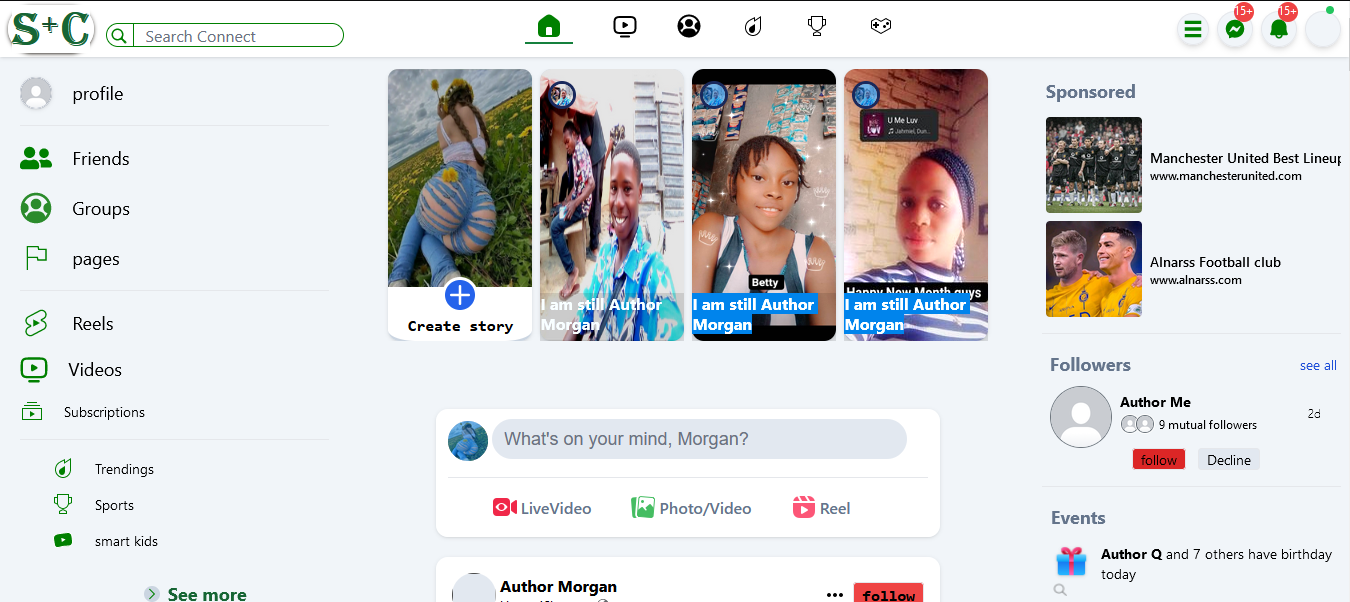 S+C
Search Connect
15+
15+
profile
Friends
Groups
pages
Reels
Videos
Subscriptions
Trendings
Sports
smart kids
See more
Create story
I am still Author
Morgan
Betty
I am still Author
Morgan
U Me Luv
Jahmiel, Dun...
Happy New Month guys
I am still Author
Morgan
What's on your mind, Morgan?
LiveVideo
Photo/Video
Reel
Author Morgan
follow
Sponsored
Manchester United Best Lineup
www.manchesterunited.com
Alnarss Football club
www.alnarss.com
Followers
see all
Author Me
2d
9 mutual followers
follow
Decline
Events
Author Q and 7 others have birthday
today